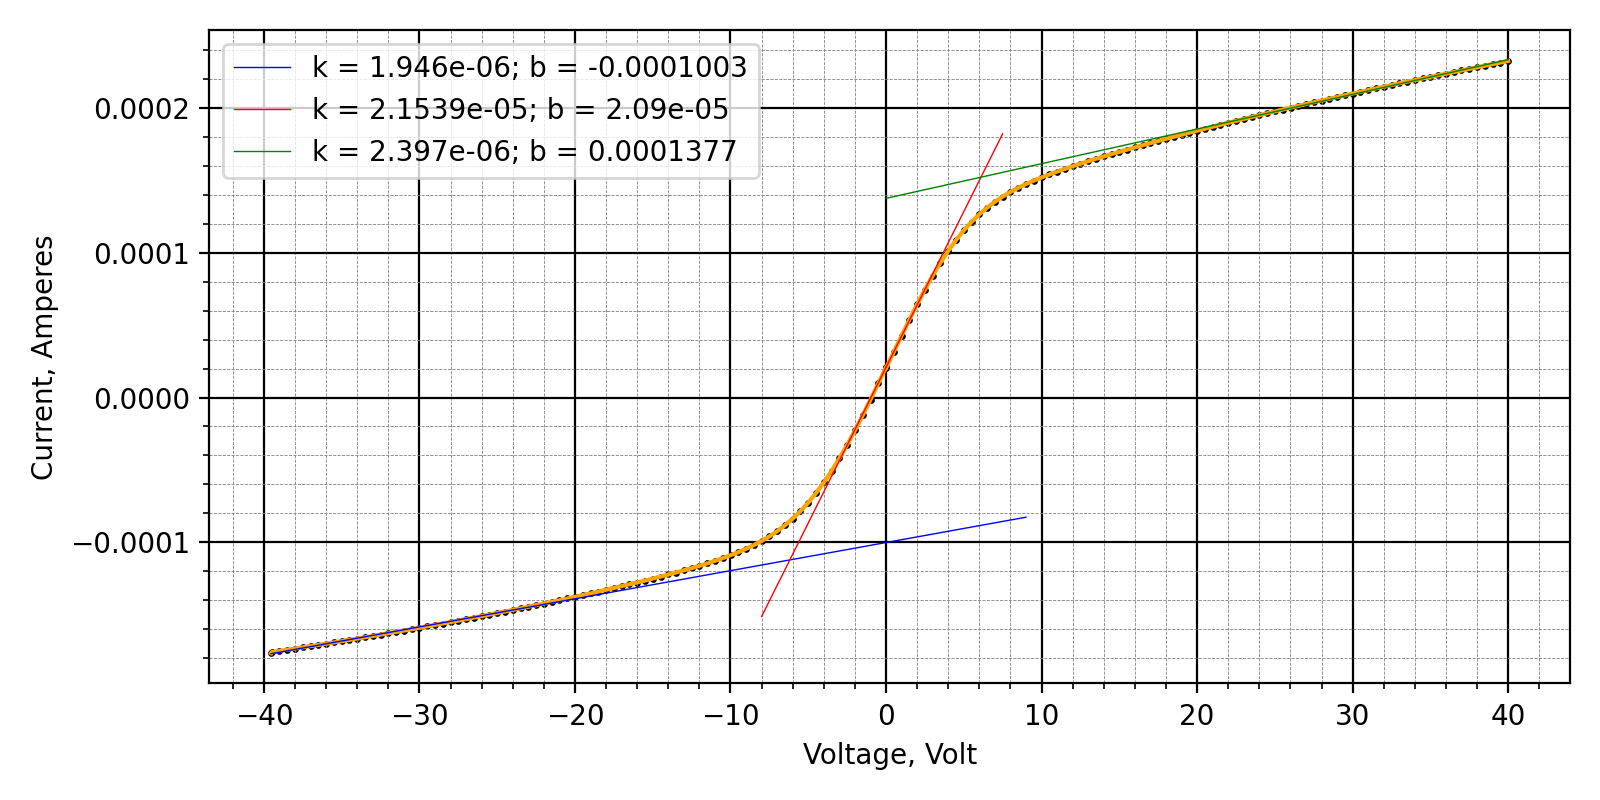 k = 1.946e-06; b = -0.0001003
k = 2.1539e-05; b = 2.09e-05
k = 2.397e-06; b = 0.0001377
0.0002
0.0001
0.0000
−0.0001
Current, Amperes
−40 −30 −20 −10 0 10 20 30 40
Voltage, Volt